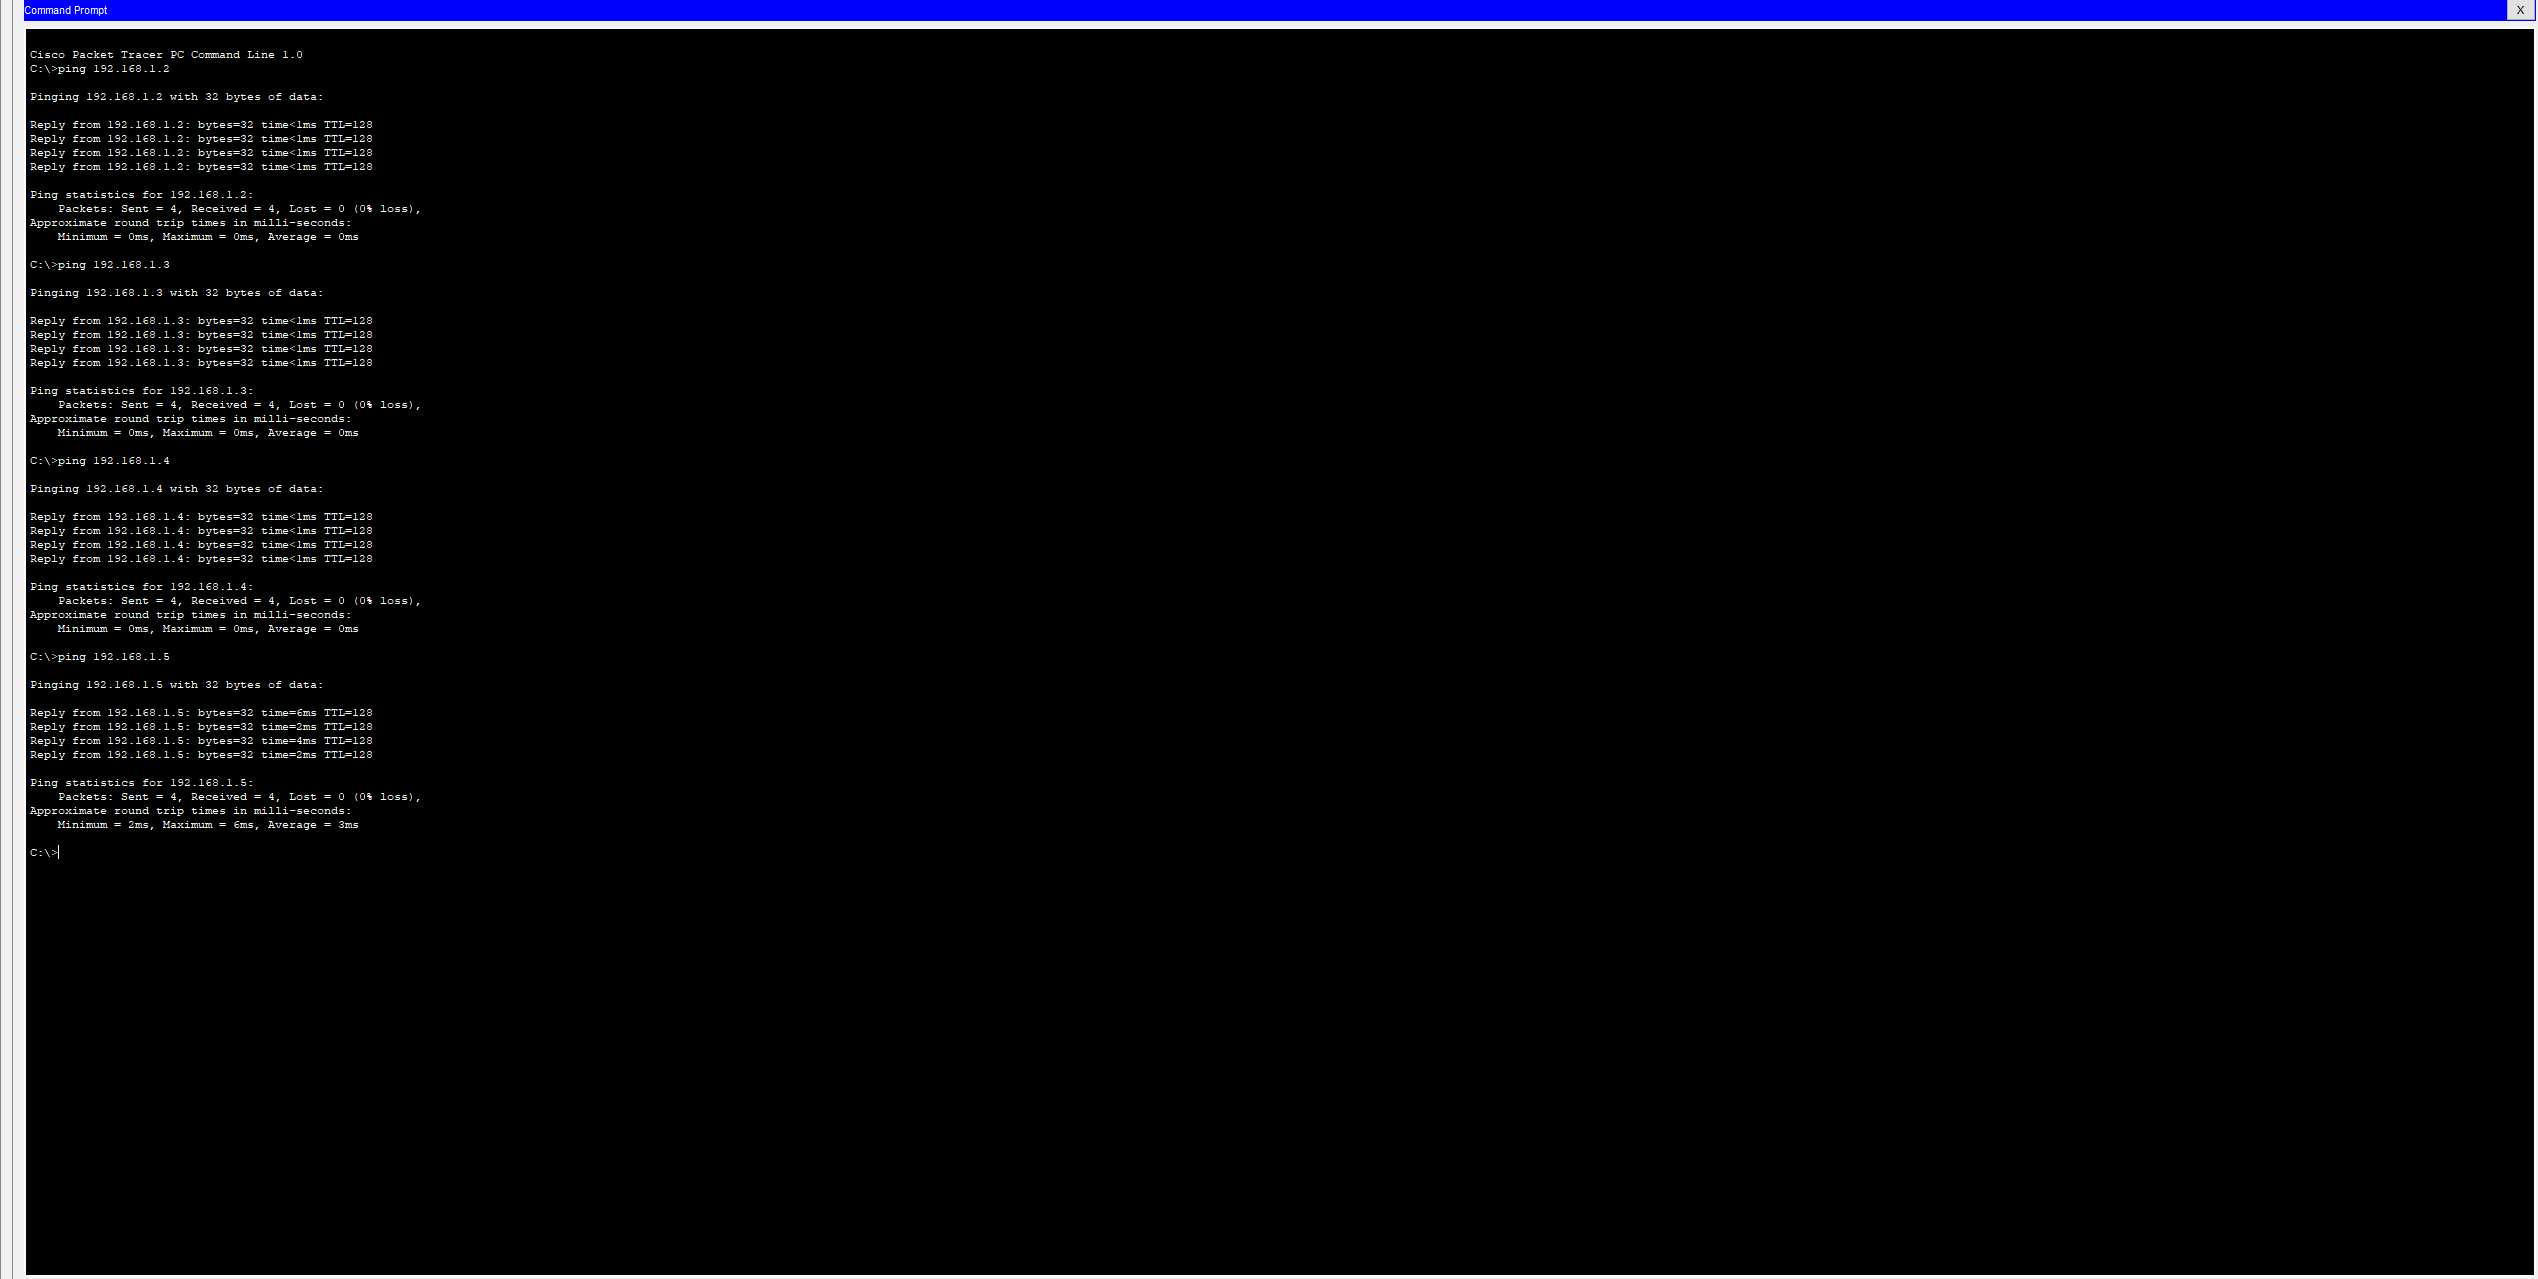 Command Prompt
X
Cisco Packet Tracer PC Command Line 1.0
C:\>ping 192.168.1.2
Pinging 192.168.1.2 with 32 bytes of data:
Reply from 192.168.1.2: bytes=32 time<1ms TTL=128
Reply from 192.168.1.2: bytes=32 time<1ms TTL=128
Reply from 192.168.1.2: bytes=32 time<1ms TTL=128
Reply from 192.168.1.2: bytes=32 time<1ms TTL=128
Ping statistics for 192.168.1.2:
Packets: Sent = 4, Received = 4, Lost = 0 (0% loss),
Approximate round trip times in milli-seconds:
Minimum = 0ms, Maximum = 0ms, Average = 0ms
C:\>ping 192.168.1.3
Pinging 192.168.1.3 with 32 bytes of data:
Reply from 192.168.1.3: bytes=32 time<1ms TTL=128
Reply from 192.168.1.3: bytes=32 time<1ms TTL=128
Reply from 192.168.1.3: bytes=32 time<1ms TTL=128
Reply from 192.168.1.3: bytes=32 time<1ms TTL=128
Ping statistics for 192.168.1.3:
Packets: Sent = 4, Received = 4, Lost = 0 (0% loss),
Approximate round trip times in milli-seconds:
Minimum = 0ms, Maximum = 0ms, Average = 0ms
C:\>ping 192.168.1.4
Pinging 192.168.1.4 with 32 bytes of data:
Reply from 192.168.1.4: bytes=32 time<1ms TTL=128
Reply from 192.168.1.4: bytes=32 time<1ms TTL=128
Reply from 192.168.1.4: bytes=32 time<1ms TTL=128
Reply from 192.168.1.4: bytes=32 time<1ms TTL=128
Ping statistics for 192.168.1.4:
Packets: Sent = 4, Received = 4, Lost = 0 (0% loss),
Approximate round trip times in milli-seconds:
Minimum = 0ms, Maximum = 0ms, Average = 0ms
C:\>ping 192.168.1.5
Pinging 192.168.1.5 with 32 bytes of data:
Reply from 192.168.1.5: bytes=32 time=6ms TTL=128
Reply from 192.168.1.5: bytes=32 time=2ms TTL=128
Reply from 192.168.1.5: bytes=32 time=4ms TTL=128
Reply from 192.168.1.5: bytes=32 time=2ms TTL=128
Ping statistics for 192.168.1.5:
Packets: Sent = 4, Received = 4, Lost = 0 (0% loss),
Approximate round trip times in milli-seconds:
Minimum = 2ms, Maximum = 6ms, Average = 3ms
C:\>